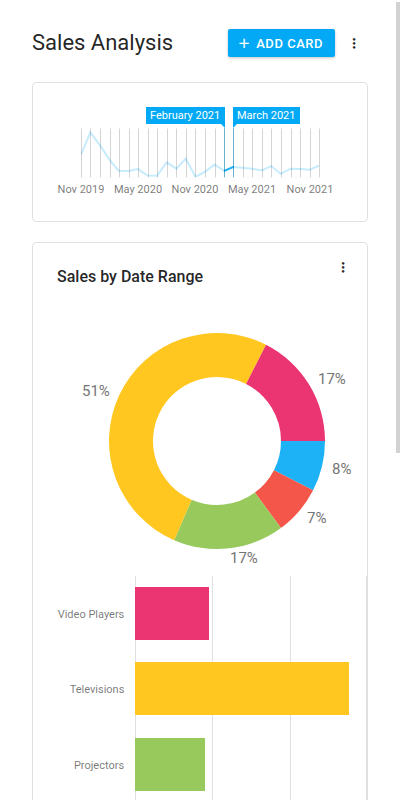 Sales Analysis
+ ADD CARD
February 2021 March 2021
Nov 2019 May 2020 Nov 2020 May 2021 Nov 2021
Sales by Date Range
17%
51%
8%
7%
17%
Video Players
Televisions
Projectors